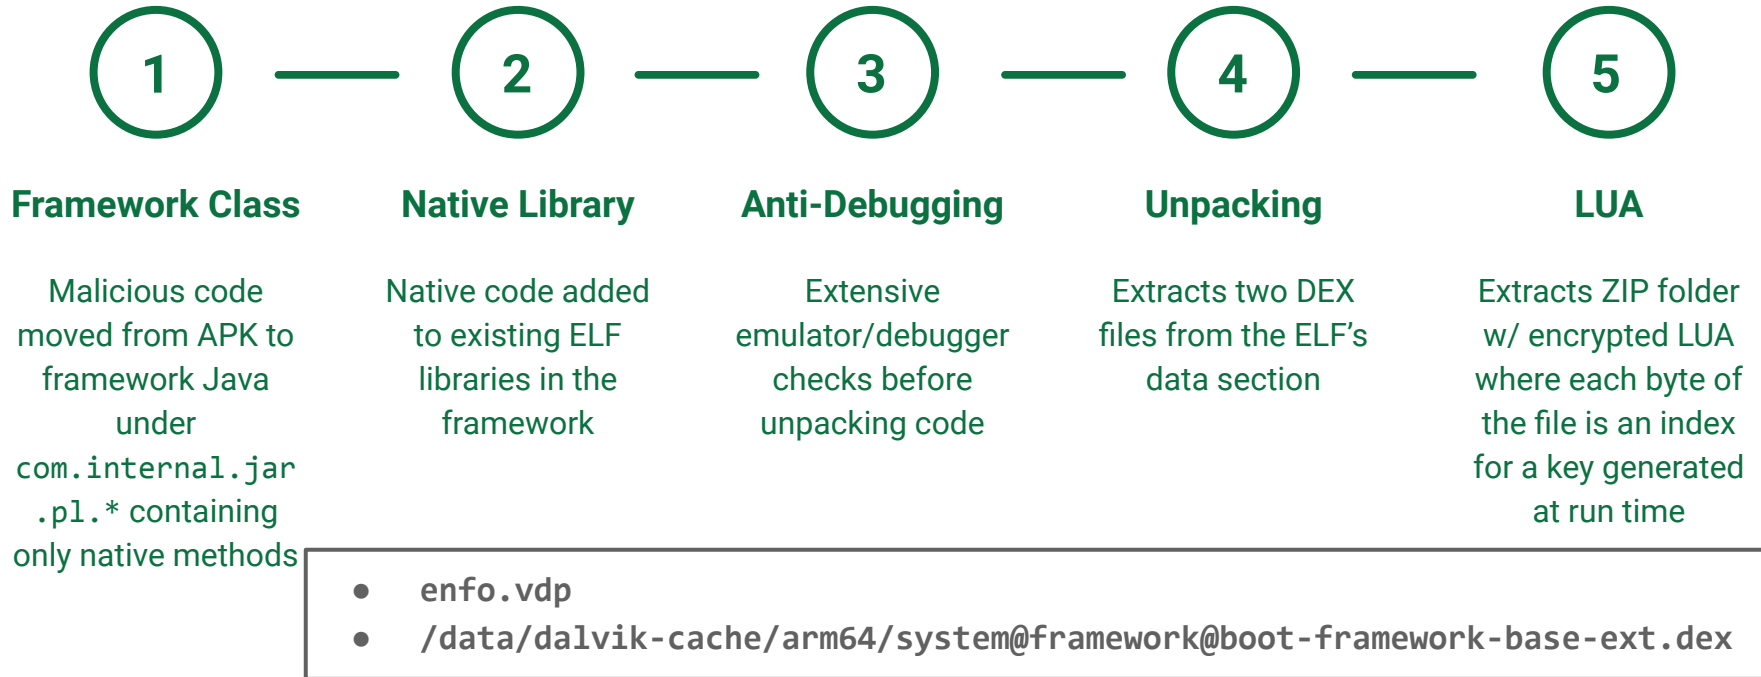 1
2
3
4
5
Framework Class
Malicious code
moved from APK to
framework Java
under
com.internal.jar
.pl.* containing
only native methods
Native Library
Native code added
to existing ELF
libraries in the
framework
Anti-Debugging
Extensive
emulator/debugger
checks before
unpacking code
Unpacking
Extracts two DEX
files from the ELF’s
data section
LUA
Extracts ZIP folder
w/ encrypted LUA
where each byte of
the file is an index
for a key generated
at run time
● enfo.vdp
● /data/dalvik-cache/arm64/system@framework@boot-framework-base-ext.dex